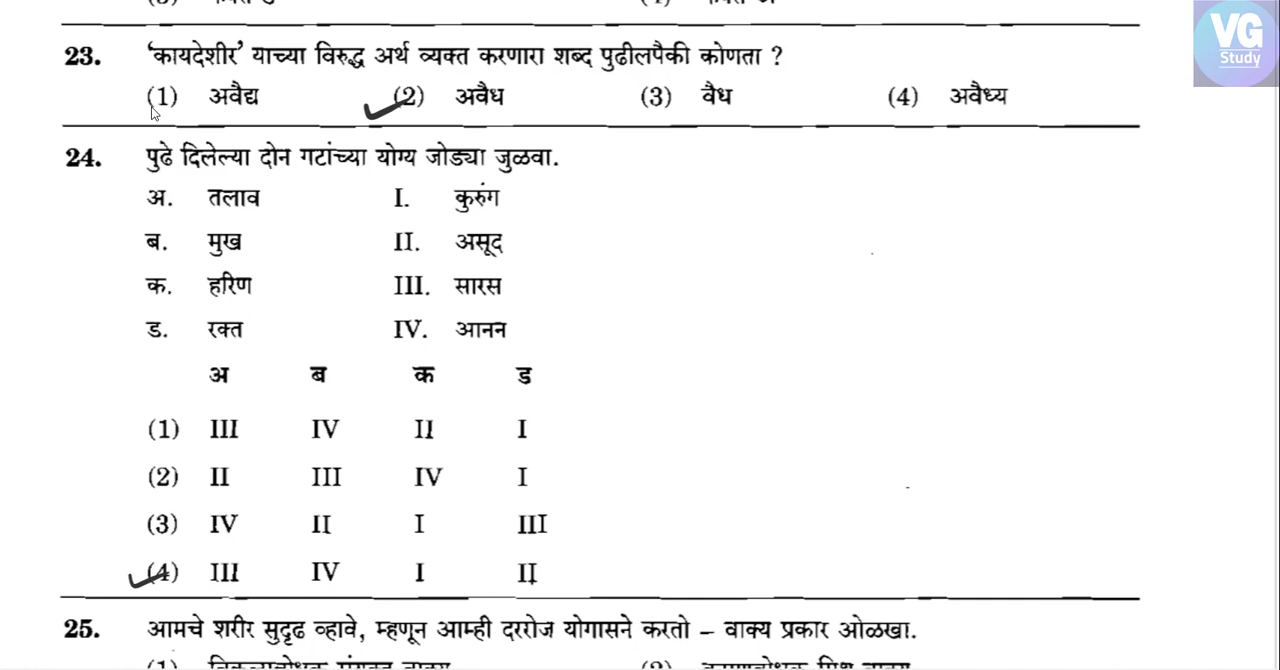 VG
Study
23. 'कायदेशीर' याच्या विरुद्ध अर्थ व्यक्त करणारा शब्द पुढीलपैकी कोणता ?
(1) अवैद्य (2) अवैध (3) वैध (4) अवैध्य
24. पुढे दिलेल्या दोन गटांच्या योग्य जोड्या जुळवा.
अ. तलाव I. कुरुंग
ब. मुख II. असूद
क. हरिण III. सारस
ड. रक्त IV. आनन
अ ब क ड
(1) III IV II I
(2) II III IV I
(3) IV II I III
(4) III IV I II
25. आमचे शरीर सुदृढ व्हावे, म्हणून आम्ही दररोज योगासने करतो – वाक्य प्रकार ओळखा.